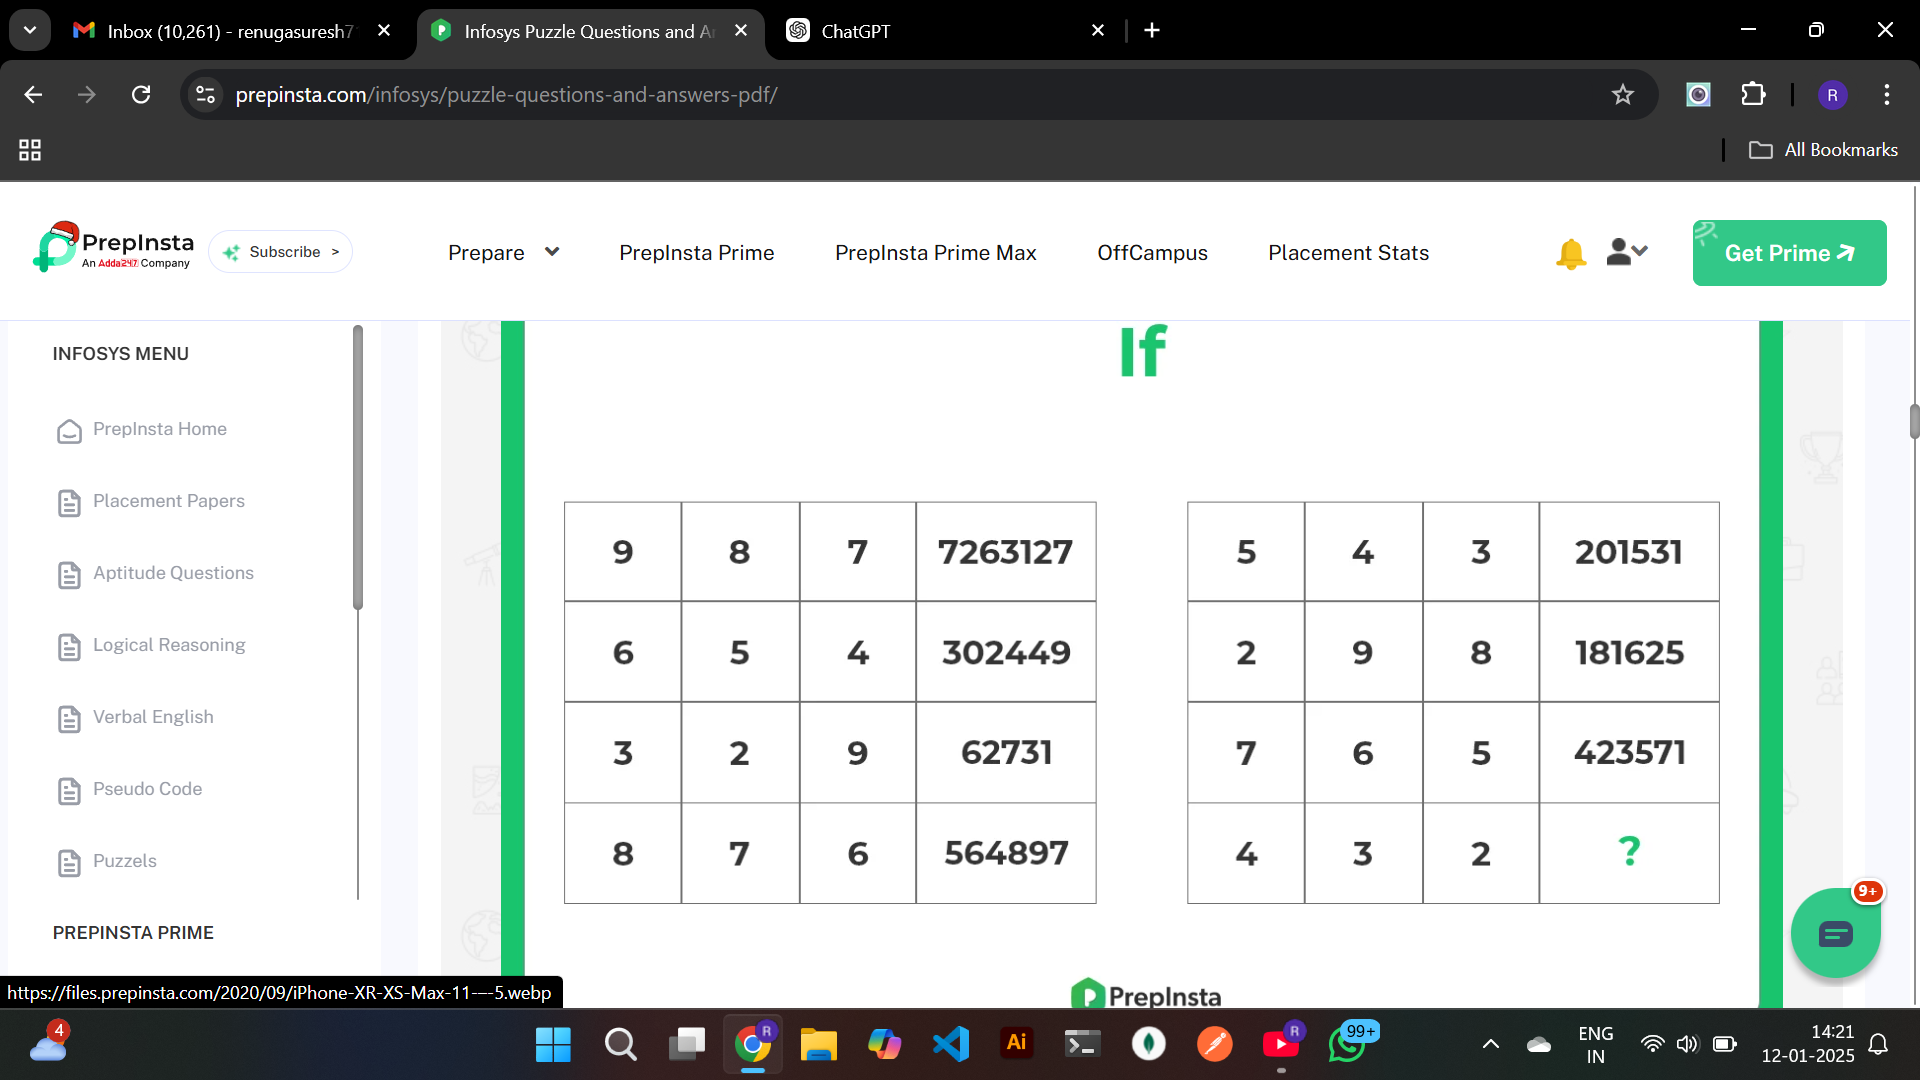 Inbox (10,261) - renugasuresh7
Infosys Puzzle Questions and A
ChatGPT
prepinsta.com/infosys/puzzle-questions-and-answers-pdf/
R
All Bookmarks
PrepInsta
An Adda247 Company
Subscribe >
Prepare
PrepInsta Prime
PrepInsta Prime Max
OffCampus
Placement Stats
Get Prime
INFOSYS MENU
PrepInsta Home
Placement Papers
Aptitude Questions
Logical Reasoning
Verbal English
Pseudo Code
Puzzels
PREPINSTA PRIME
If
9 8 7 7263127
6 5 4 302449
3 2 9 62731
8 7 6 564897
5 4 3 201531
2 9 8 181625
7 6 5 423571
4 3 2 ?
PrepInsta
9+
https://files.prepinsta.com/2020/09/iPhone-XR-XS-Max-11-–-5.webp
4
R
Ai
R
99+
ENG
IN
14:21
12-01-2025